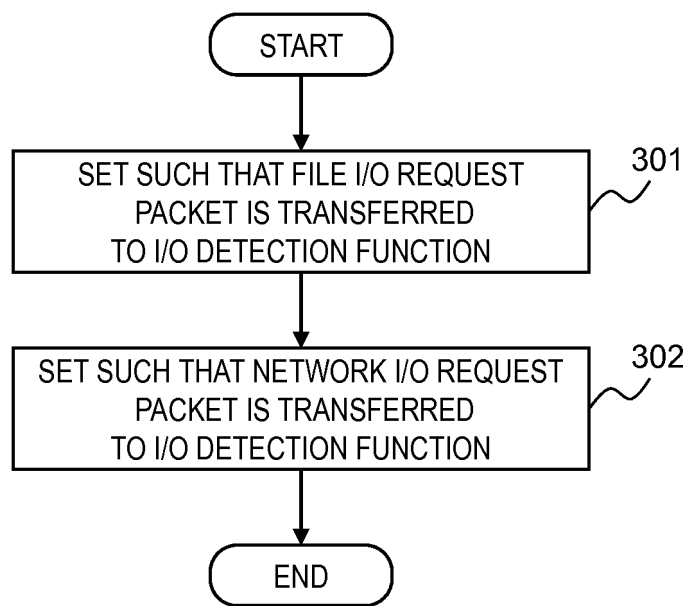 START
SET SUCH THAT FILE I/O REQUEST
PACKET IS TRANSFERRED
TO I/O DETECTION FUNCTION
301
SET SUCH THAT NETWORK I/O REQUEST
PACKET IS TRANSFERRED
TO I/O DETECTION FUNCTION
302
END